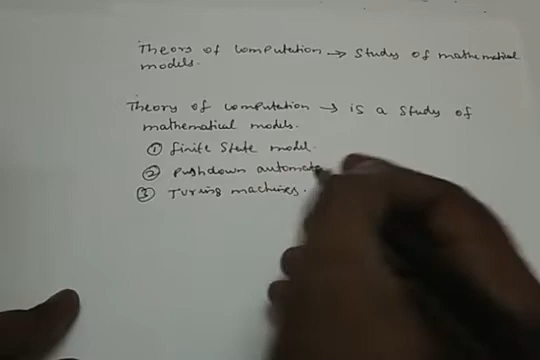 Theory of computation → Study of mathematical
models.
Theory of computation → is a study of
mathematical models.
① finite state model.
② Pushdown automata
③ Turing machines.